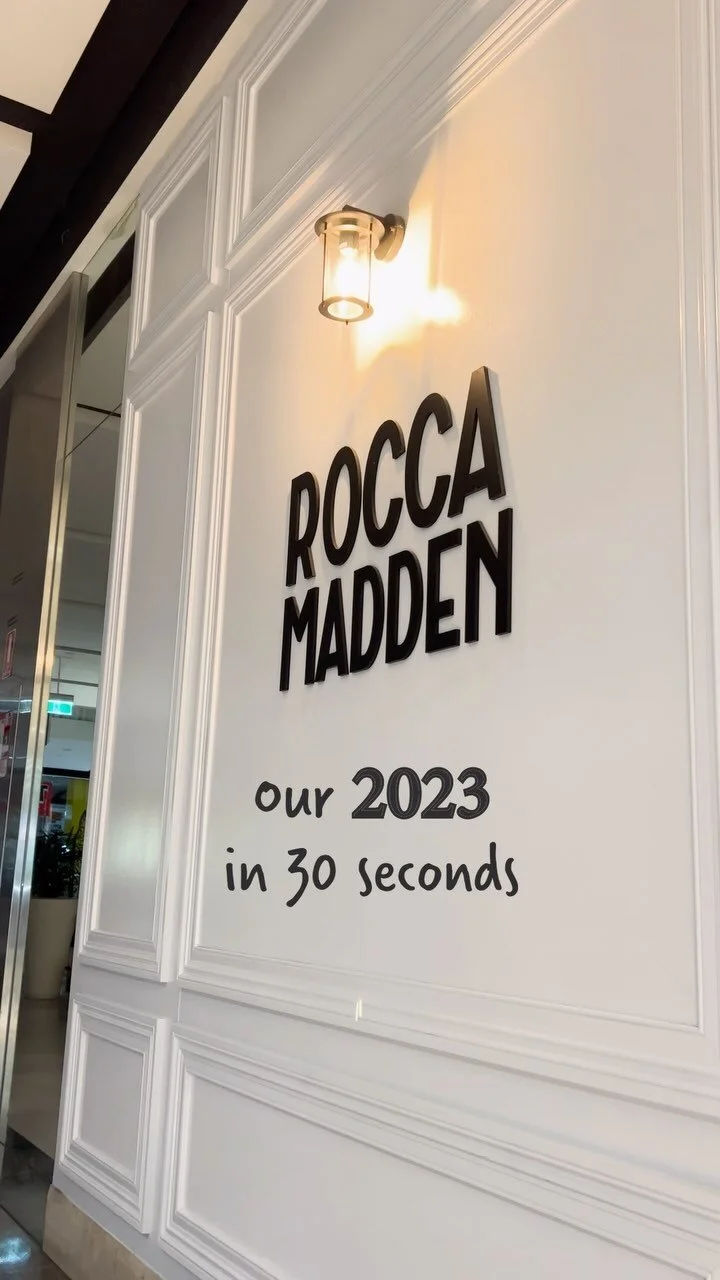 ROCCA
MADDEN
our 2023
in 30 seconds